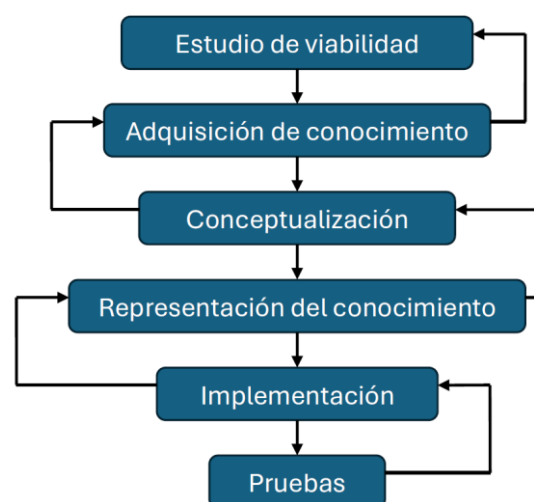 Estudio de viabilidad
Adquisición de conocimiento
Conceptualización
Representación del conocimiento
Implementación
Pruebas